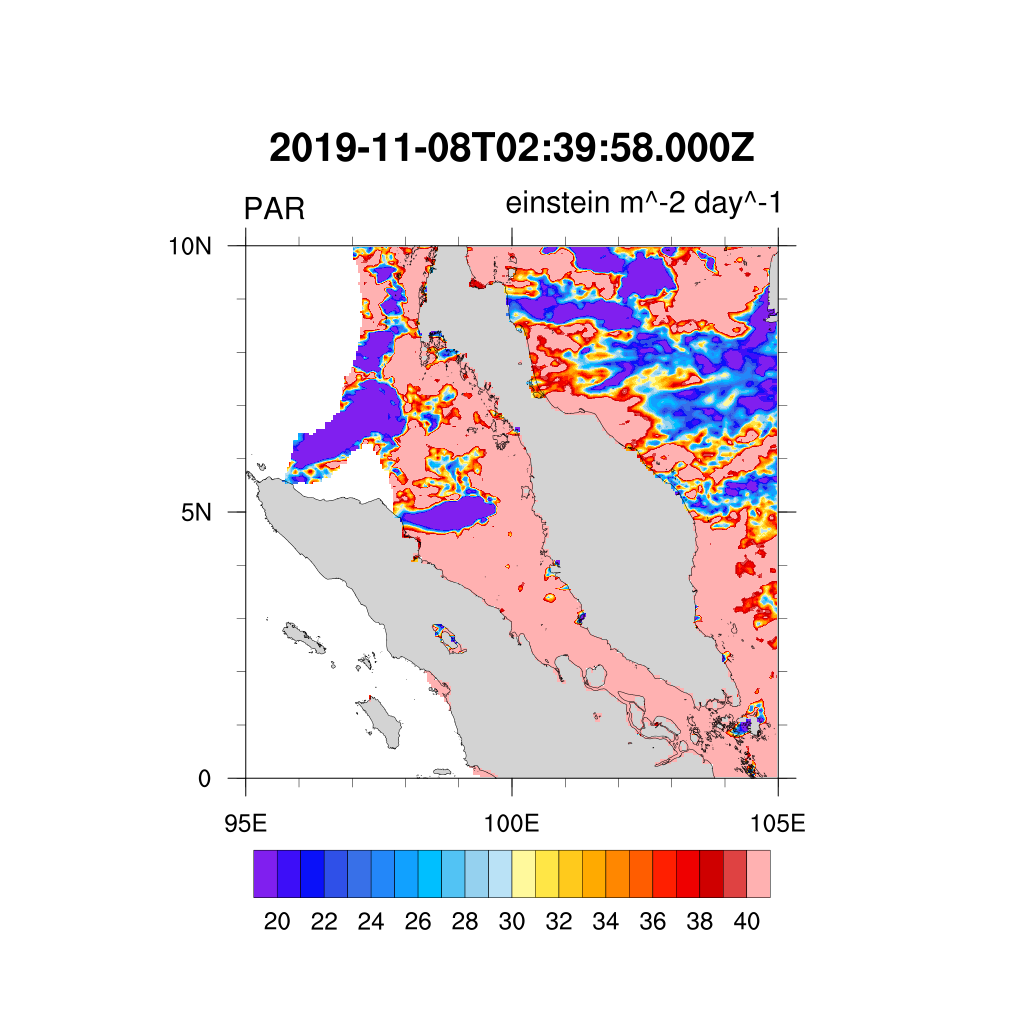 2019-11-08T02:39:58.000Z
PAR einstein m^-2 day^-1
10N
5N
0
95E 100E 105E
20 22 24 26 28 30 32 34 36 38 40